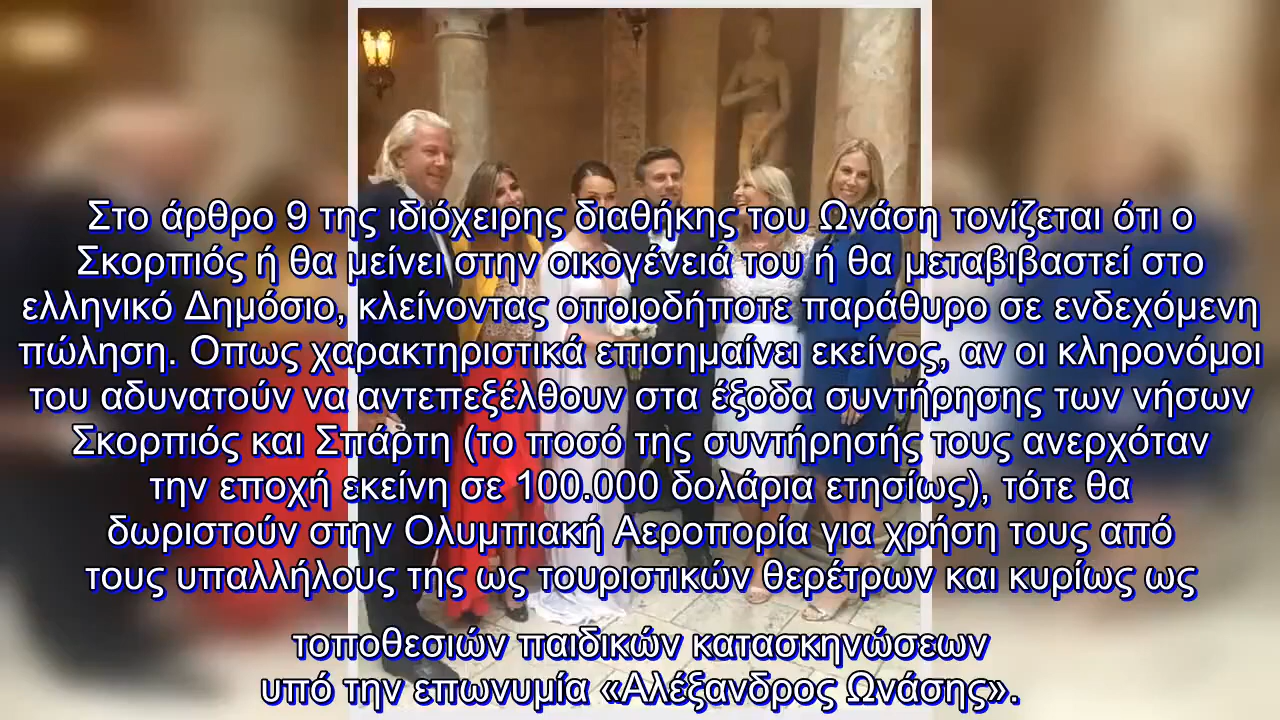 Στο άρθρο 9 της ιδιόχειρης διαθήκης του Ωνάση τονίζεται ότι ο
Σκορπιός ή θα μείνει στην οικογένειά του ή θα μεταβιβαστεί στο
ελληνικό Δημόσιο, κλείνοντας οποιοδήποτε παράθυρο σε ενδεχόμενη
πώληση. Οπως χαρακτηριστικά επισημαίνει εκείνος, αν οι κληρονόμοι
του αδυνατούν να αντεπεξέλθουν στα έξοδα συντήρησης των νήσων
Σκορπιός και Σπάρτη (το ποσό της συντήρησής τους ανερχόταν
την εποχή εκείνη σε 100.000 δολάρια ετησίως), τότε θα
δωριστούν στην Ολυμπιακή Αεροπορία για χρήση τους από
τους υπαλλήλους της ως τουριστικών θερέτρων και κυρίως ως
τοποθεσιών παιδικών κατασκηνώσεων
υπό την επωνυμία «Αλέξανδρος Ωνάσης».